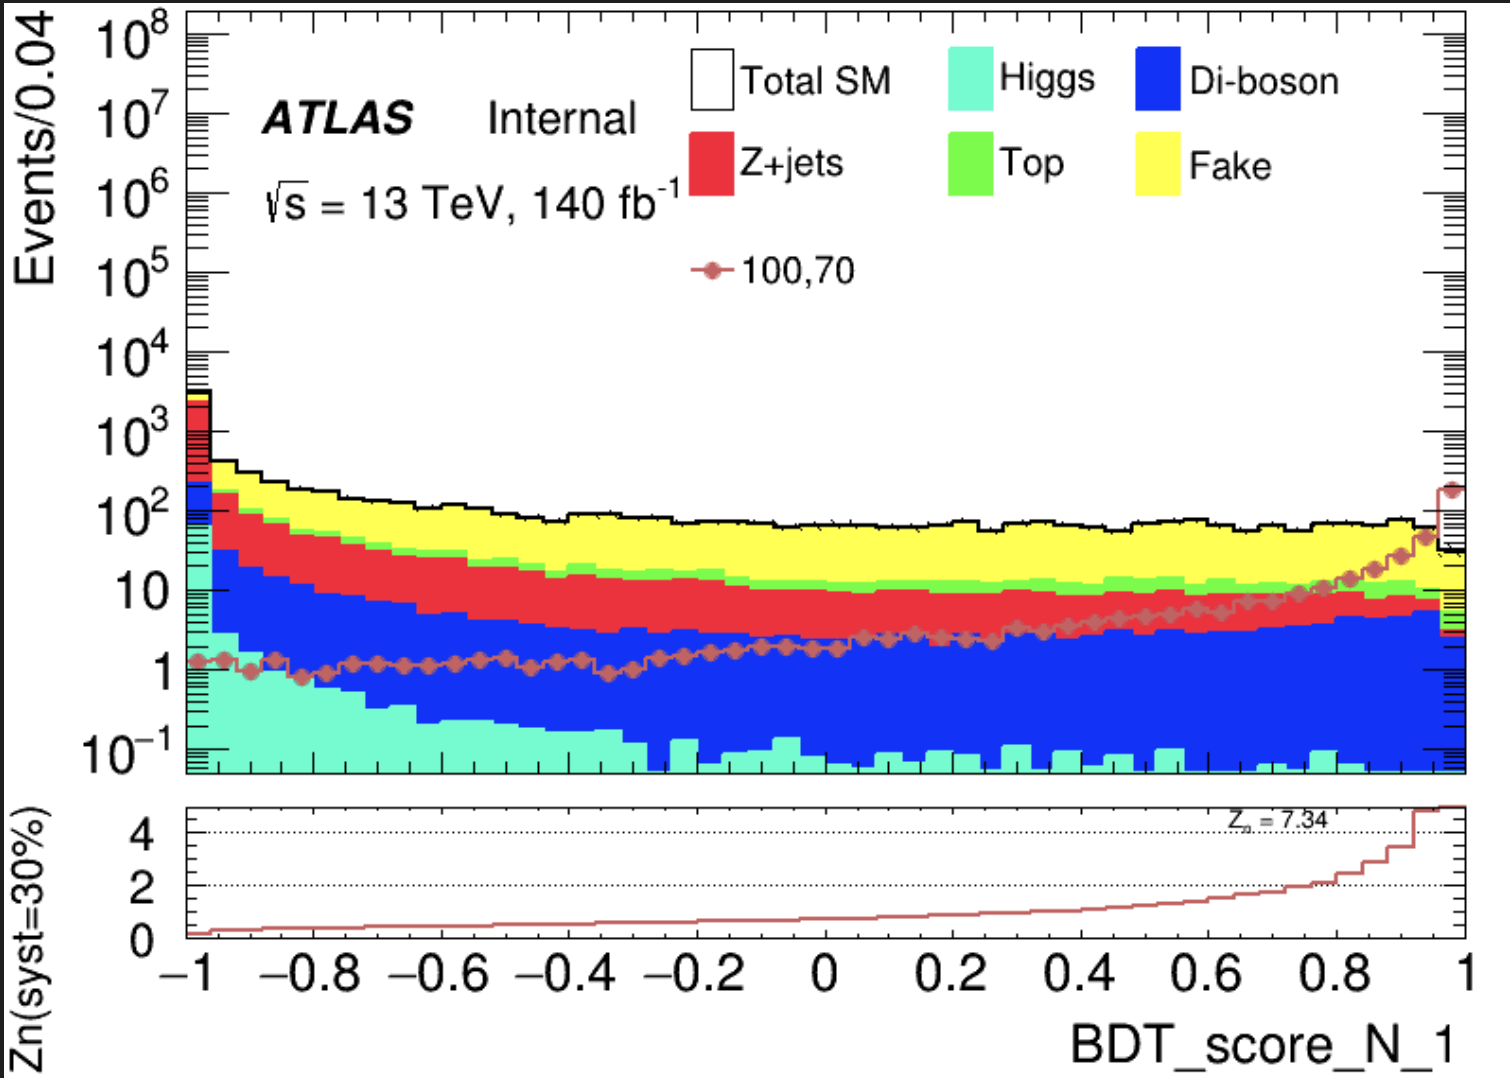 Events/0.04
10⁸
10⁷
10⁶
10⁵
10⁴
10³
10²
10
1
10⁻¹
ATLAS Internal
√s = 13 TeV, 140 fb⁻¹
Total SM Higgs Di-boson
Z+jets Top Fake
100,70
Zn(syst=30%)
4
2
0
Zₙ = 7.34
−1 −0.8 −0.6 −0.4 −0.2 0 0.2 0.4 0.6 0.8 1
BDT_score_N_1